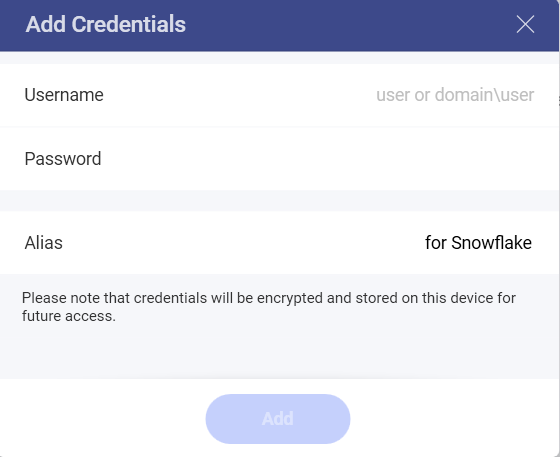 Add Credentials
Username
user or domain\user
Password
Alias
for Snowflake
Please note that credentials will be encrypted and stored on this device for
future access.
Add